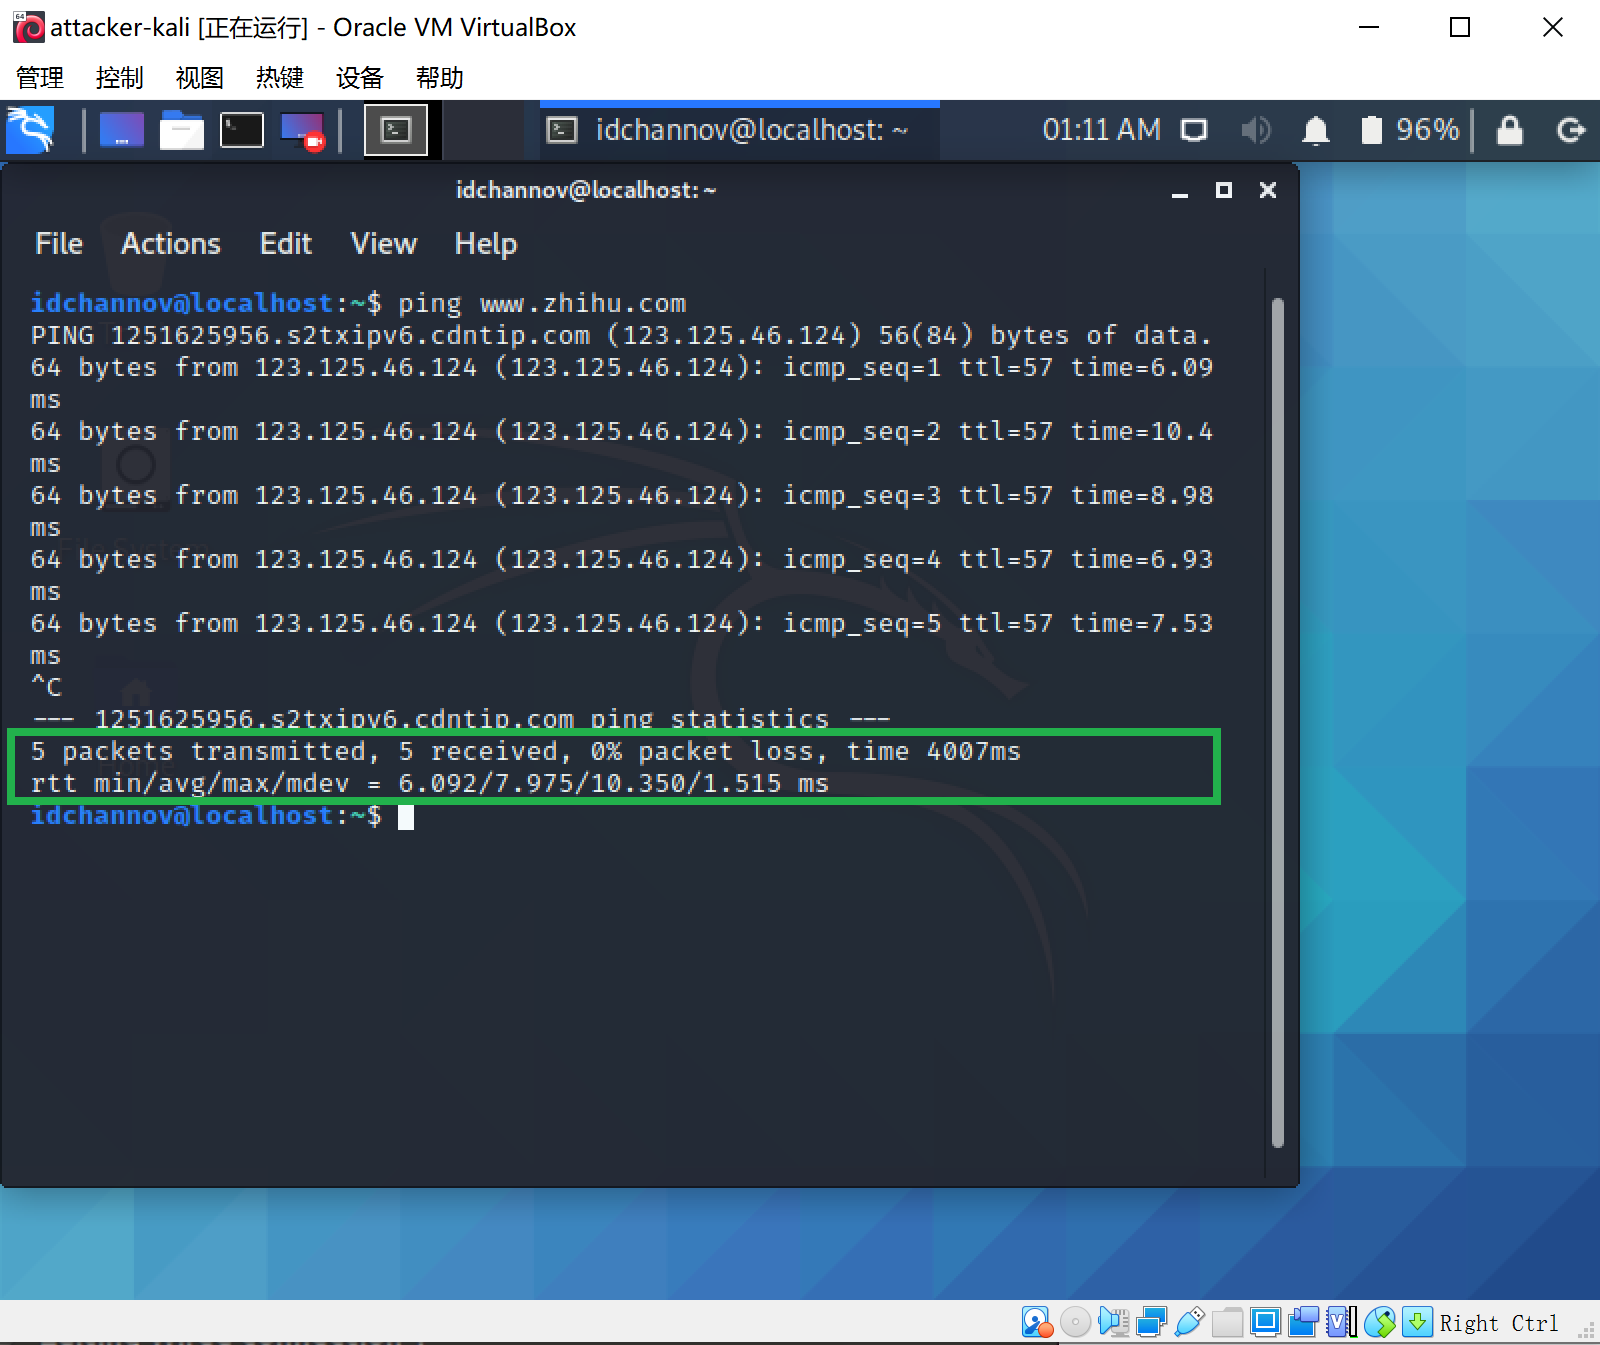 attacker-kali [正在运行] - Oracle VM VirtualBox
管理 控制 视图 热键 设备 帮助
idchannov@localhost: ~ 01:11 AM 96%
idchannov@localhost: ~
File Actions Edit View Help
idchannov@localhost:~$ ping www.zhihu.com
PING 1251625956.s2txipv6.cdntip.com (123.125.46.124) 56(84) bytes of data.
64 bytes from 123.125.46.124 (123.125.46.124): icmp_seq=1 ttl=57 time=6.09
ms
64 bytes from 123.125.46.124 (123.125.46.124): icmp_seq=2 ttl=57 time=10.4
ms
64 bytes from 123.125.46.124 (123.125.46.124): icmp_seq=3 ttl=57 time=8.98
ms
64 bytes from 123.125.46.124 (123.125.46.124): icmp_seq=4 ttl=57 time=6.93
ms
64 bytes from 123.125.46.124 (123.125.46.124): icmp_seq=5 ttl=57 time=7.53
ms
^C
--- 1251625956.s2txipv6.cdntip.com ping statistics ---
5 packets transmitted, 5 received, 0% packet loss, time 4007ms
rtt min/avg/max/mdev = 6.092/7.975/10.350/1.515 ms
idchannov@localhost:~$
Right Ctrl